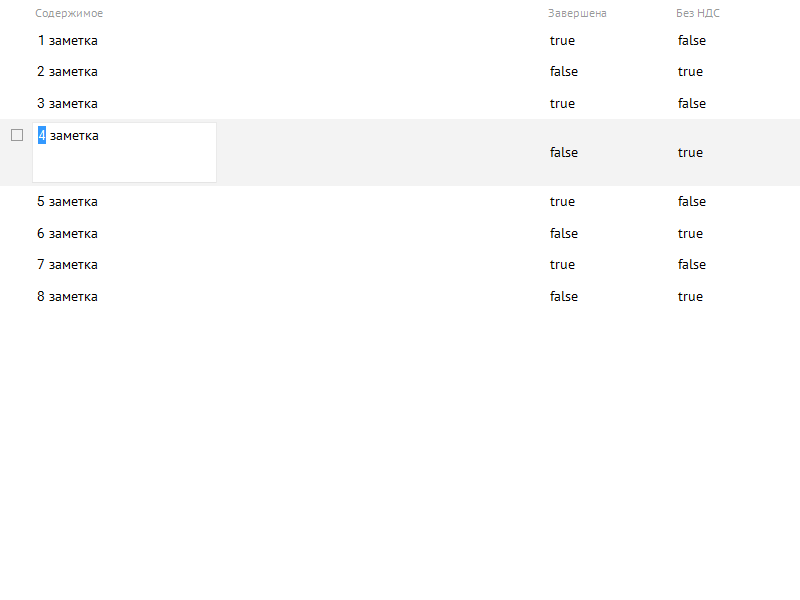 Содержимое Завершена Без НДС
1 заметка true false
2 заметка false true
3 заметка true false
4 заметка false true
5 заметка true false
6 заметка false true
7 заметка true false
8 заметка false true